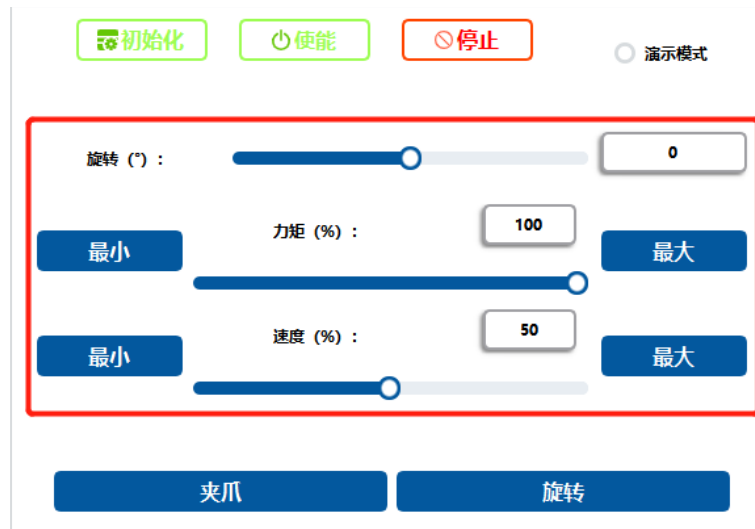 初始化 使能 停止 演示模式
旋转（°）： 0
力矩（%）： 100
最小 最大
速度（%）： 50
最小 最大
夹爪 旋转